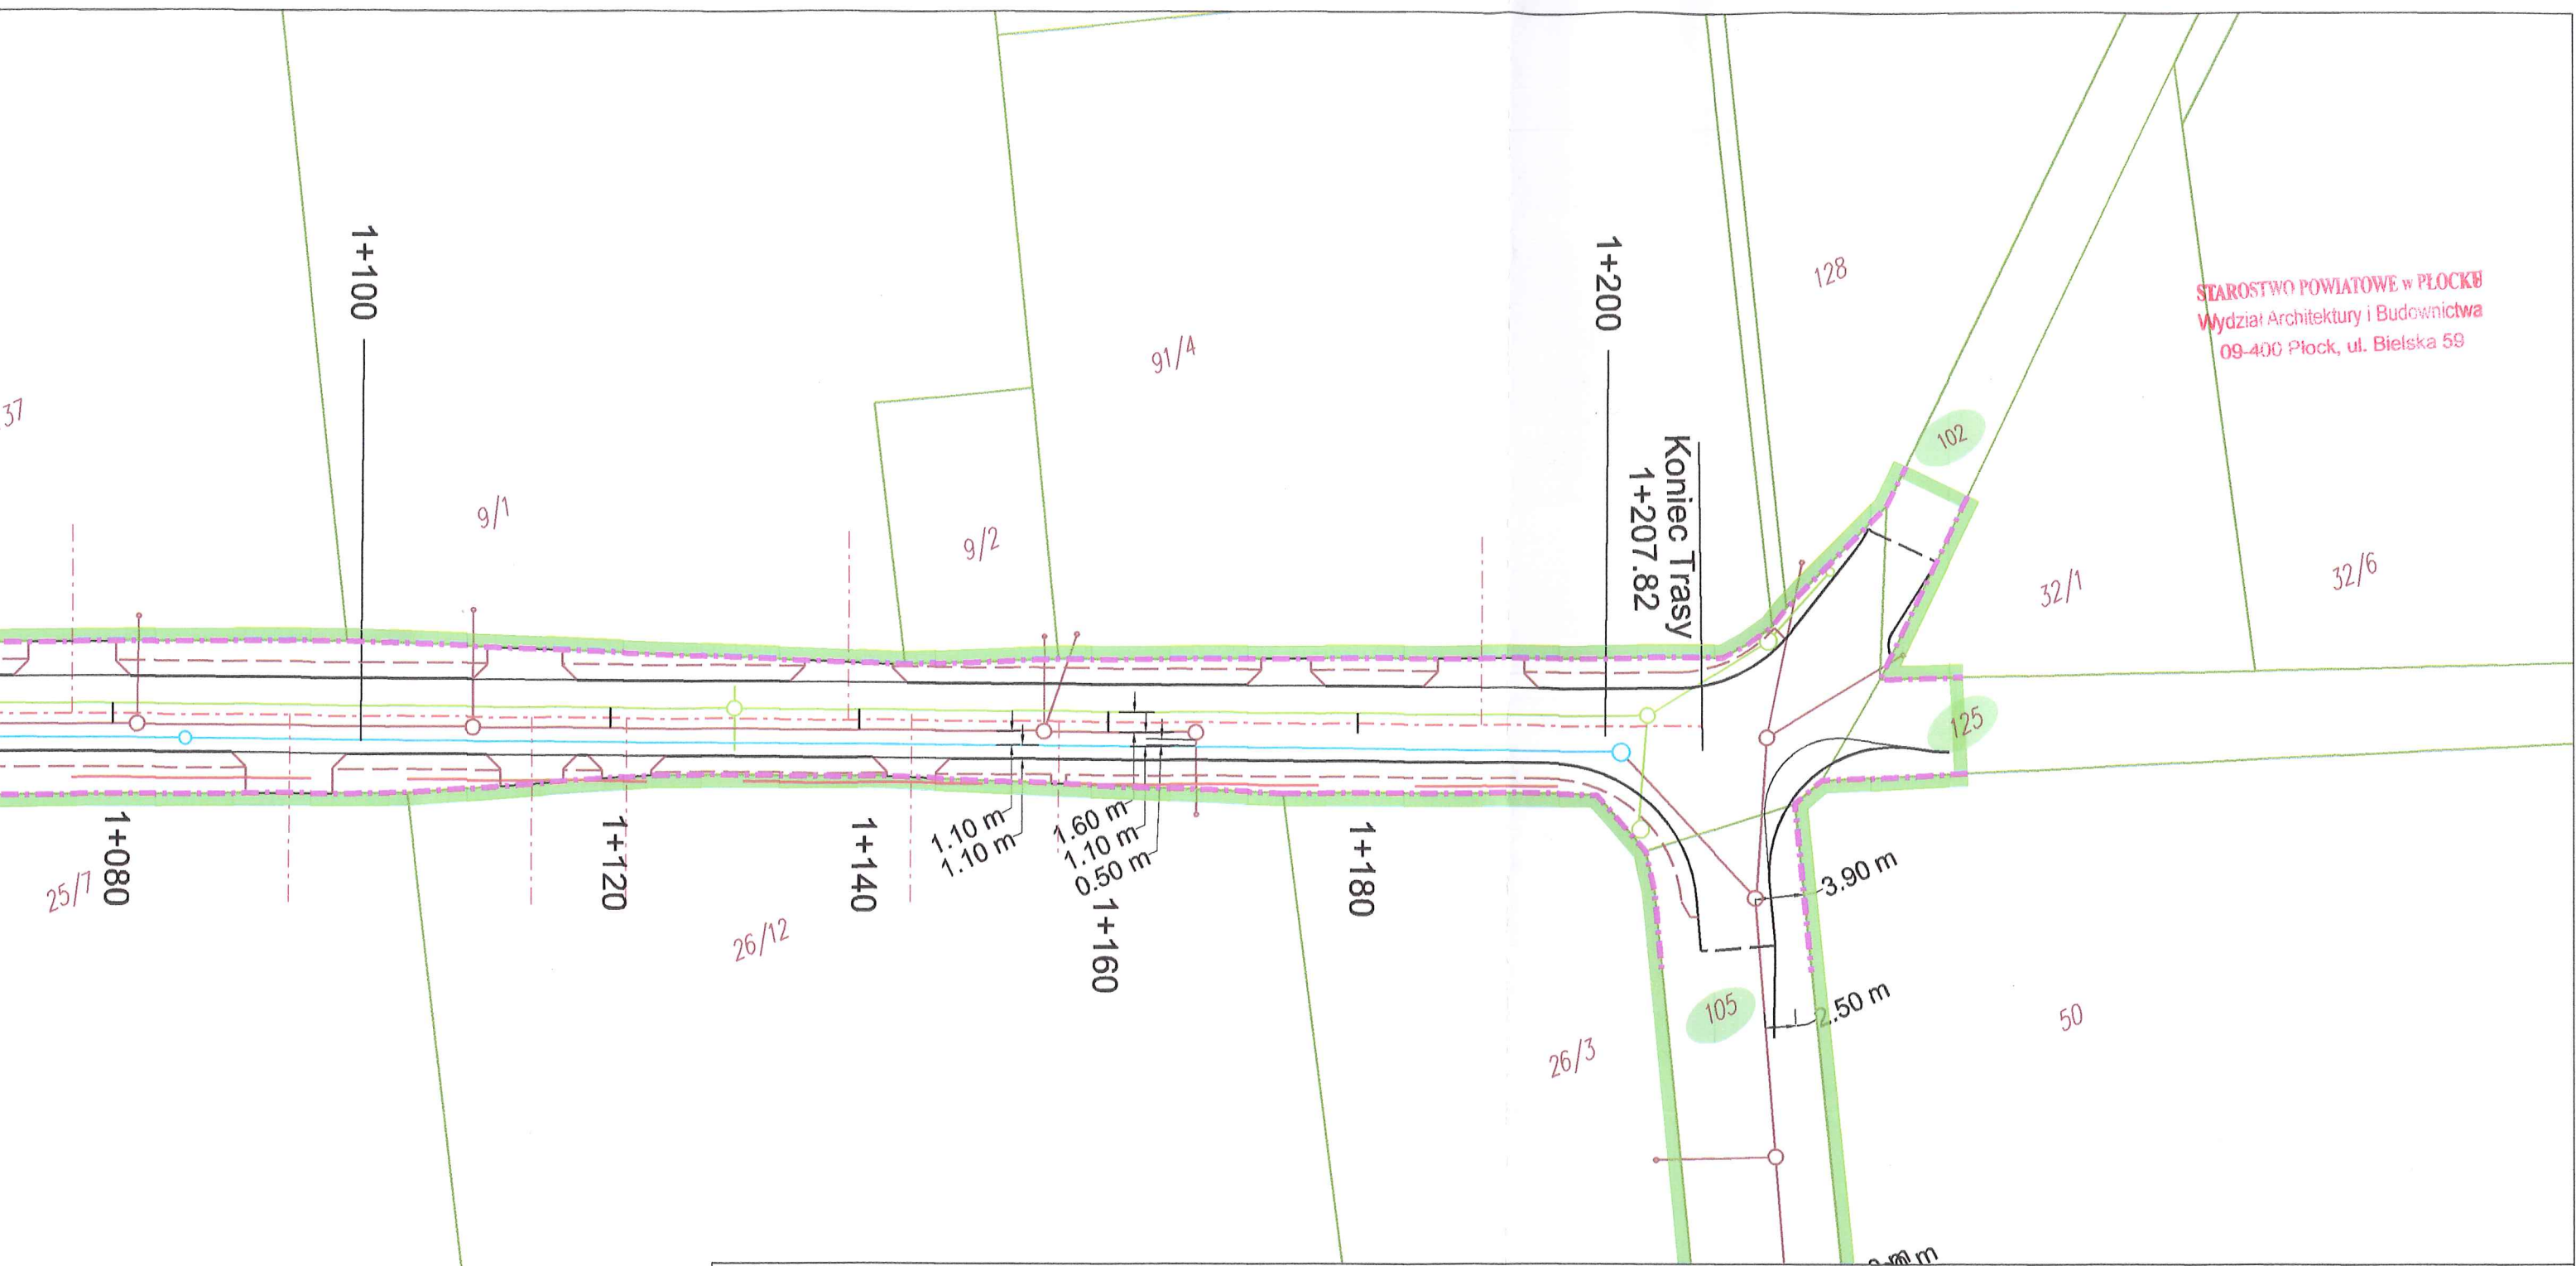 1+100
1+200
128
STAROSTWO POWIATOWE w PŁOCKU
Wydział Architektury i Budownictwa
09-400 Płock, ul. Bielska 59
91/4
37
102
Koniec Trasy
1+207.82
9/1
9/2
32/1
32/6
125
1+080
1+120
1+140
1+160
1+180
1.10 m
1.10 m
1.60 m
1.10 m
0.50 m
3.90 m
25/7
26/12
105
2.50 m
26/3
50